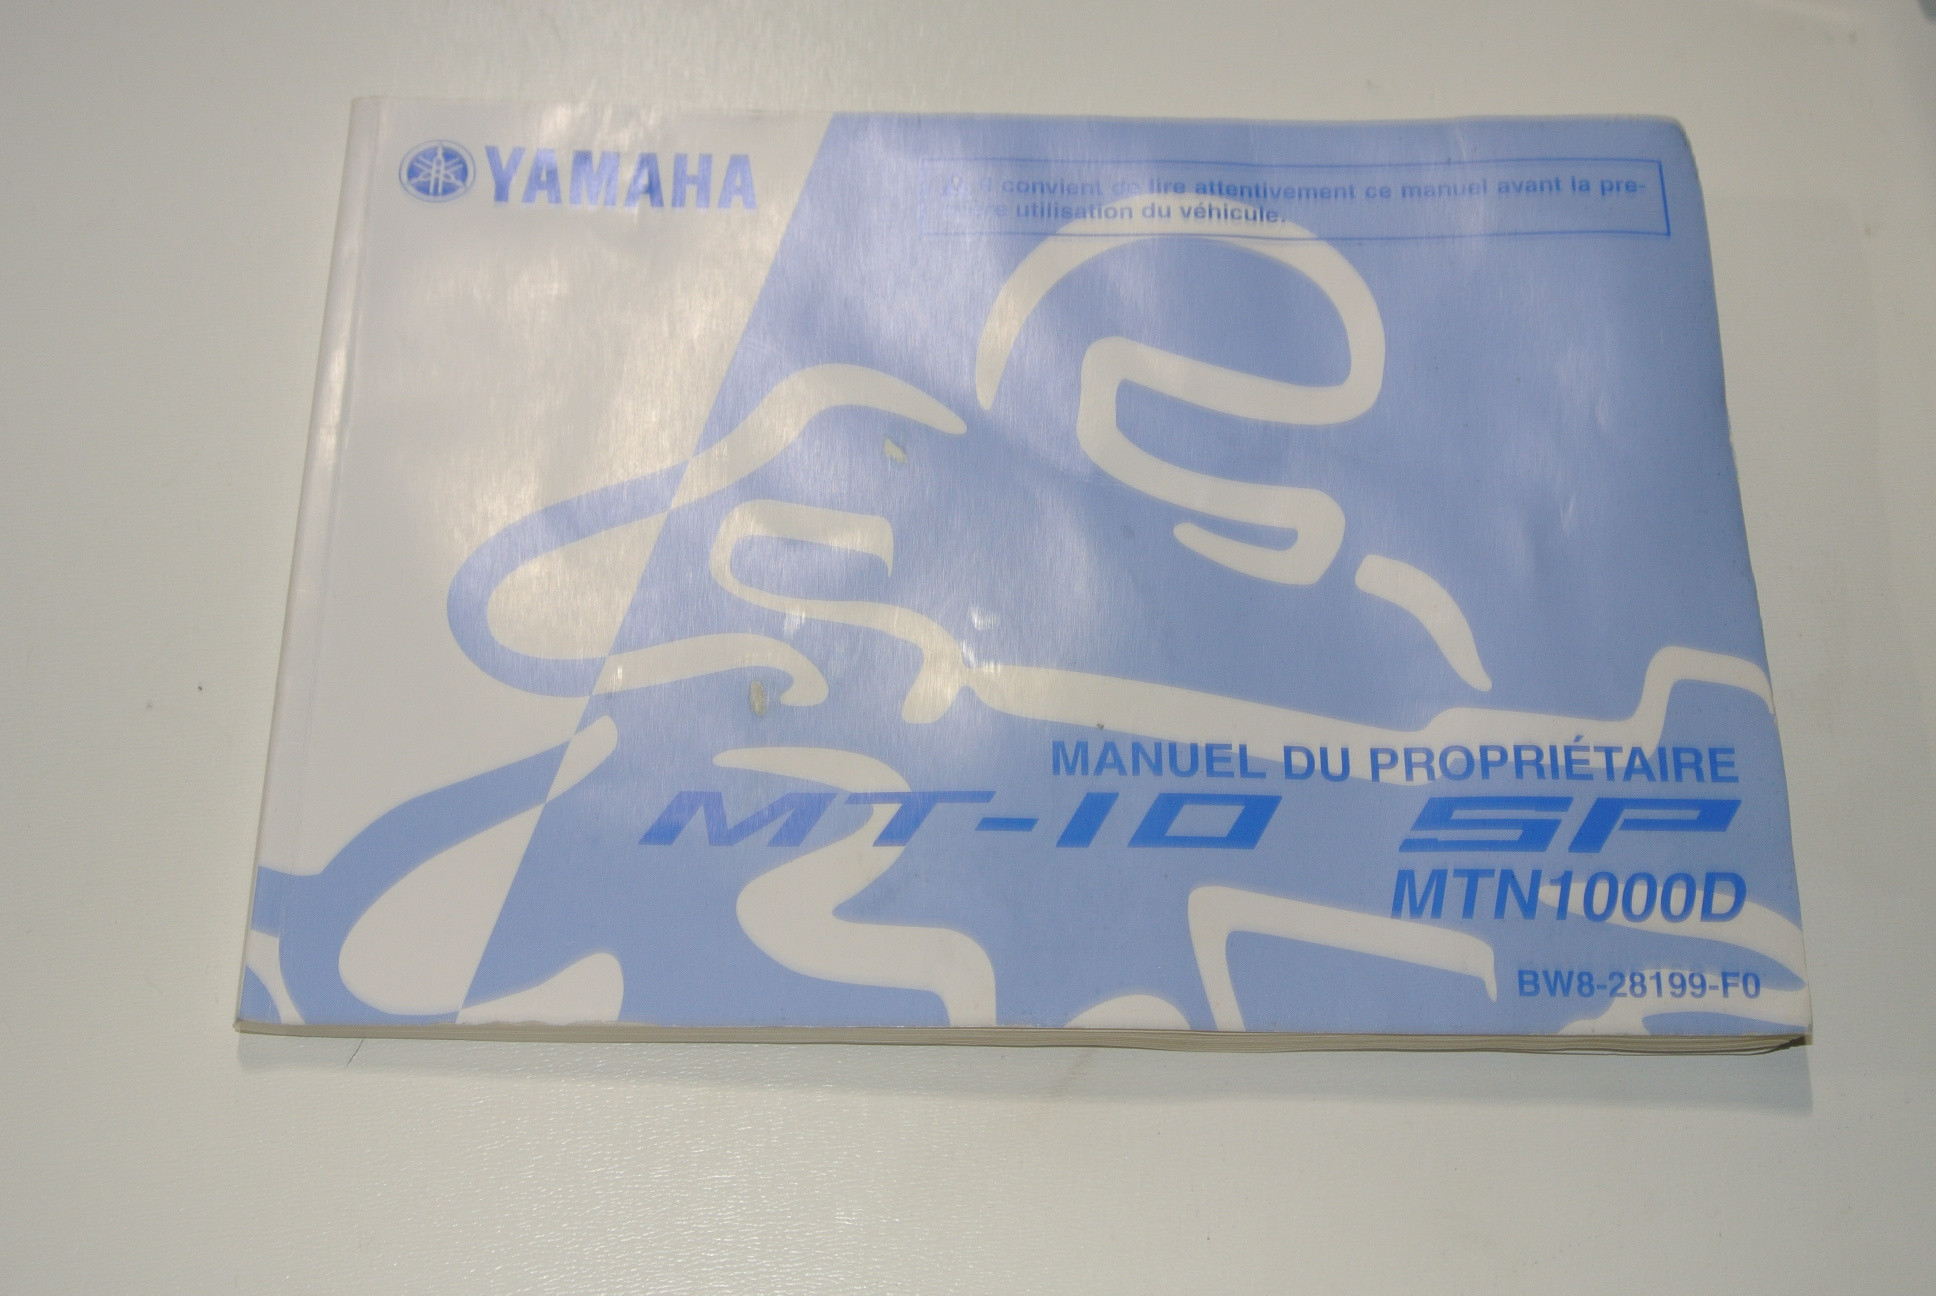 YAMAHA
Il convient de lire attentivement ce manuel avant la pre-
utilisation du véhicule.
MANUEL DU PROPRIÉTAIRE
MT-10 SP
MTN1000D
BW8-28199-F0